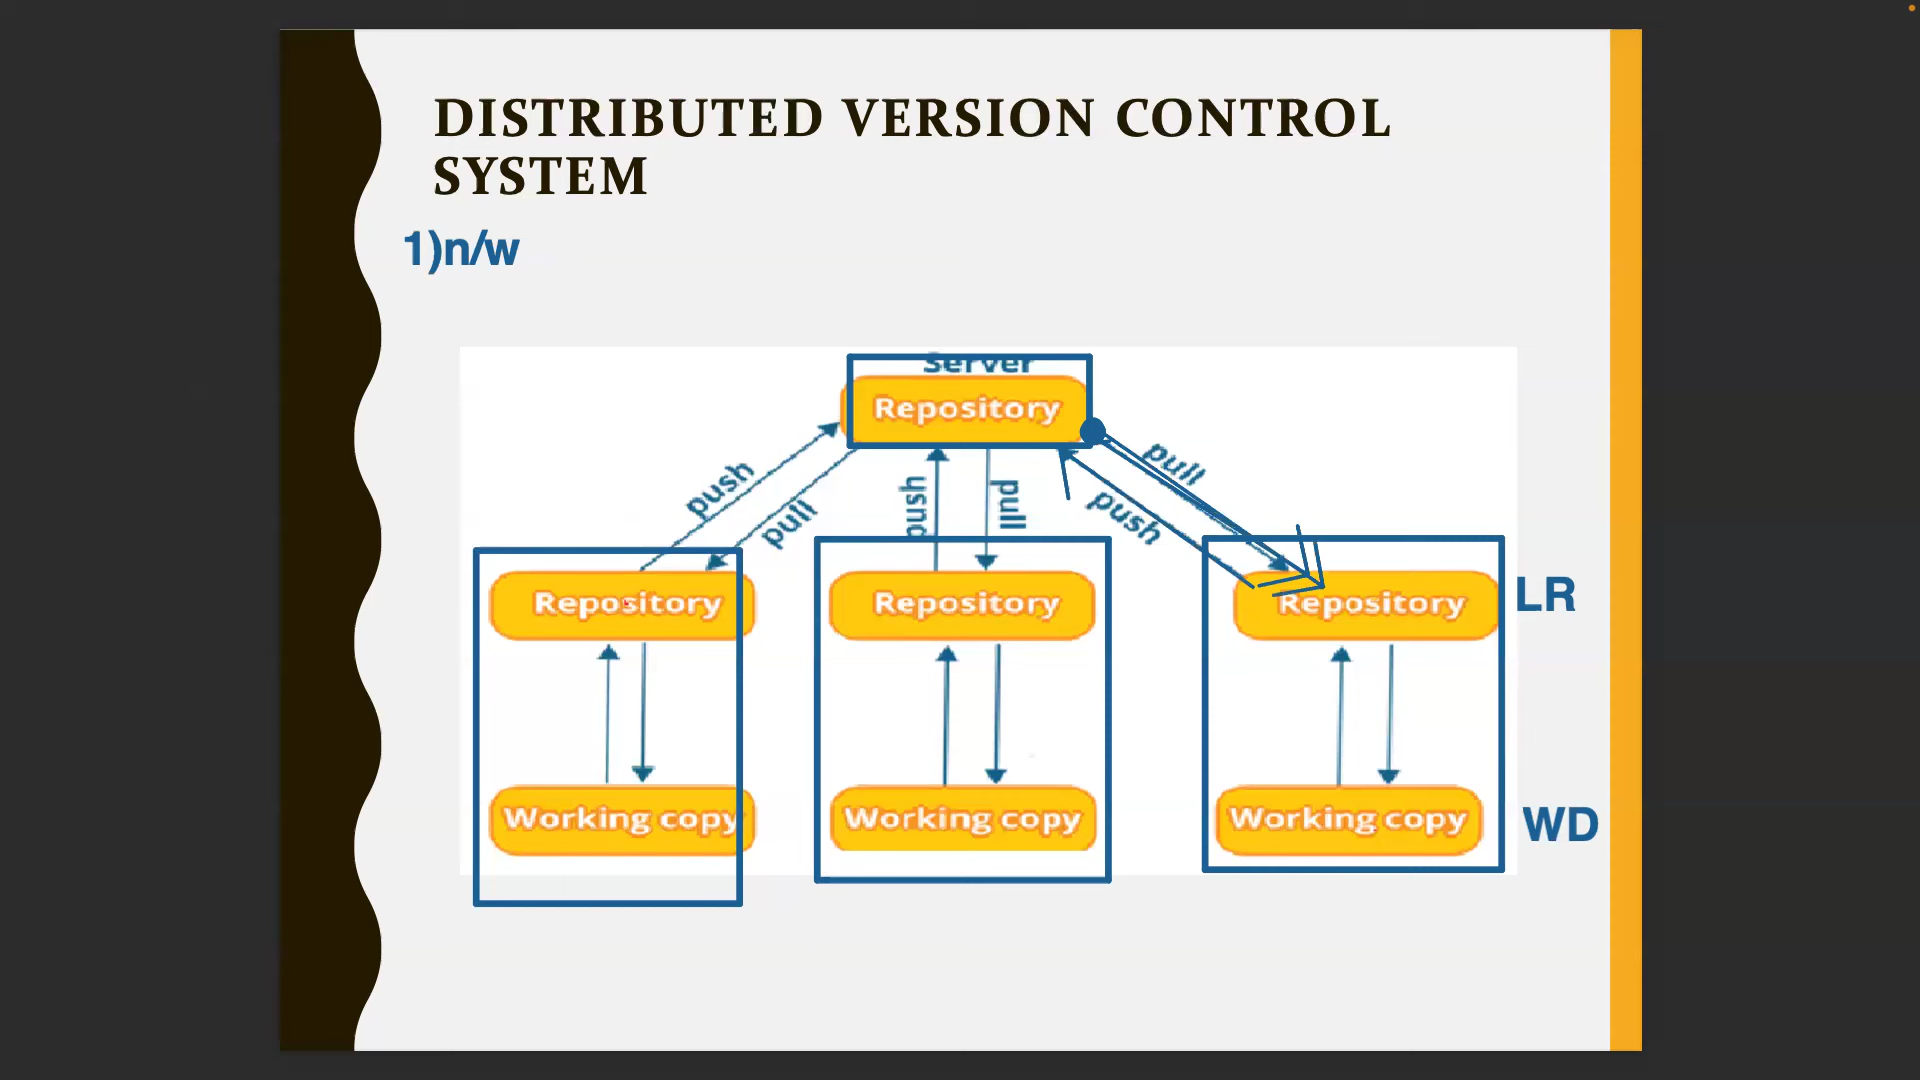 DISTRIBUTED VERSION CONTROL
SYSTEM
1)n/w
Server
Repository
push
pull
push
pull
push
pull
Repository
Repository
Repository
LR
Working copy
Working copy
Working copy
WD